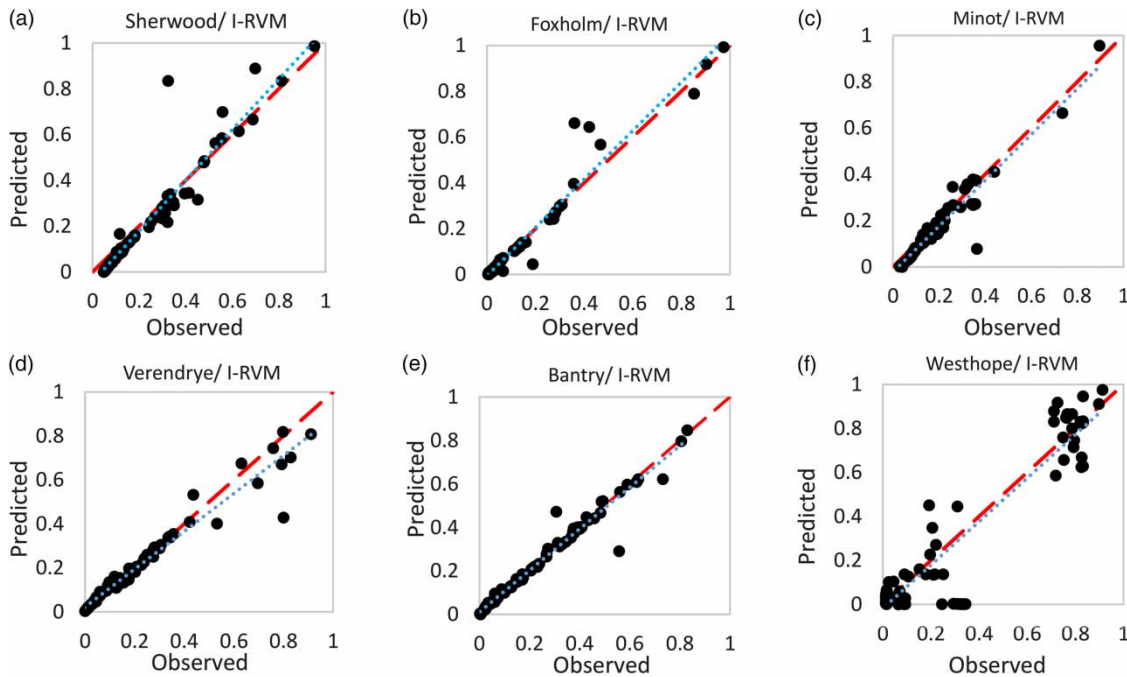 (a) Sherwood/ I-RVM
1
0.8
0.6
0.4
0.2
0
0 0.2 0.4 0.6 0.8 1
Predicted
Observed
(b) Foxholm/ I-RVM
1
0.8
0.6
0.4
0.2
0
0 0.2 0.4 0.6 0.8 1
Predicted
Observed
(c) Minot/ I-RVM
1
0.8
0.6
0.4
0.2
0
0 0.2 0.4 0.6 0.8 1
Predicted
Observed
(d) Verendrye/ I-RVM
1
0.8
0.6
0.4
0.2
0
0 0.2 0.4 0.6 0.8 1
Predicted
Observed
(e) Bantry/ I-RVM
1
0.8
0.6
0.4
0.2
0
0 0.2 0.4 0.6 0.8 1
Predicted
Observed
(f) Westhope/ I-RVM
1
0.8
0.6
0.4
0.2
0
0 0.2 0.4 0.6 0.8 1
Predicted
Observed